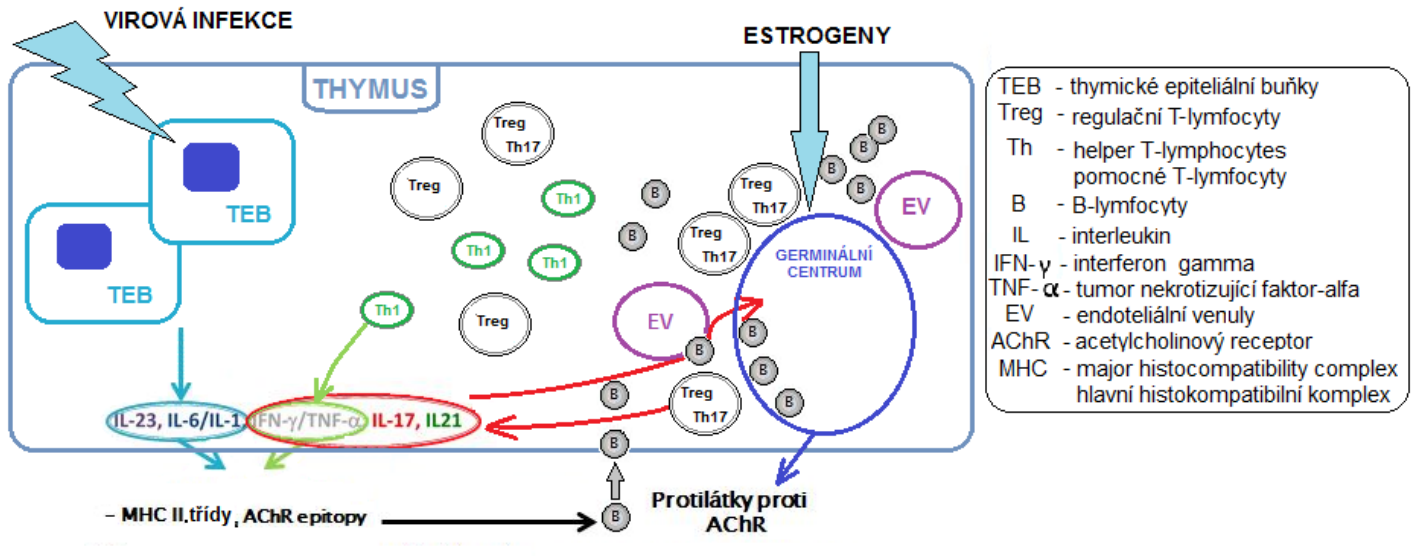 VIROVÁ INFEKCE
ESTROGENY
THYMUS
TEB
TEB
Treg
Th17
Treg
Th1
Th1
Th1
Th1
Treg
B
B
Treg
Th17
Treg
Th17
B
B
B
B
EV
GERMINÁLNÍ
CENTRUM
EV
B
B
B
B
Treg
Th17
B
B
B
IL-23, IL-6/IL-1, IFN-γ/TNF-α IL-17, IL21
- MHC II.třídy, AChR epitopy
Protilátky proti
AChR
TEB - thymické epiteliální buňky
Treg - regulační T-lymfocyty
Th - helper T-lymphocytes
pomocné T-lymfocyty
B - B-lymfocyty
IL - interleukin
IFN-γ - interferon gamma
TNF-α - tumor nekrotizující faktor-alfa
EV - endoteliální venuly
AChR - acetylcholinový receptor
MHC - major histocompatibility complex
hlavní histokompatibilní komplex